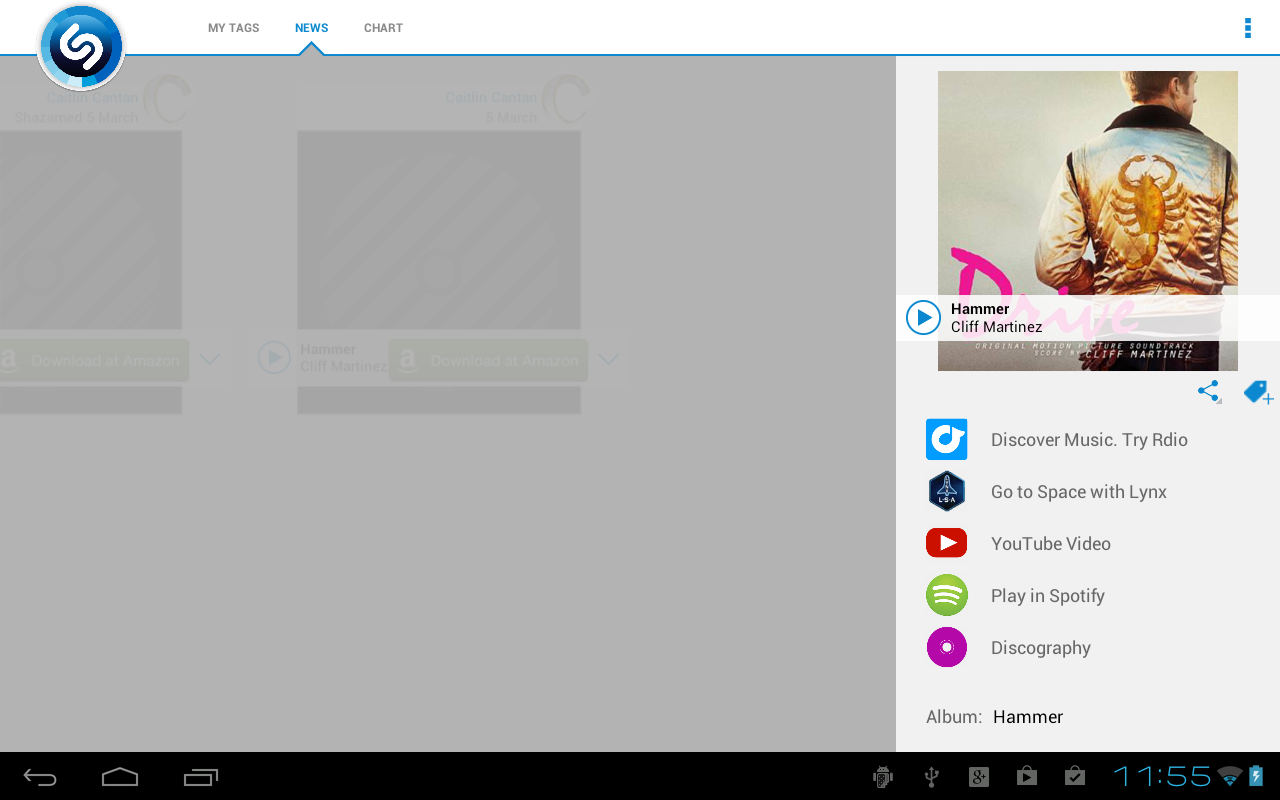 MY TAGS
NEWS
CHART
Caitlin Cantan
Shazamed 5 March
Download at Amazon
Caitlin Cantan
5 March
Hammer
Cliff Martinez
Download at Amazon
Drive
Hammer
Cliff Martinez
ORIGINAL MOTION PICTURE SOUNDTRACK
SCORE BY CLIFF MARTINEZ
Discover Music. Try Rdio
L·S·A
Go to Space with Lynx
YouTube Video
Play in Spotify
Discography
Album: Hammer
11:55